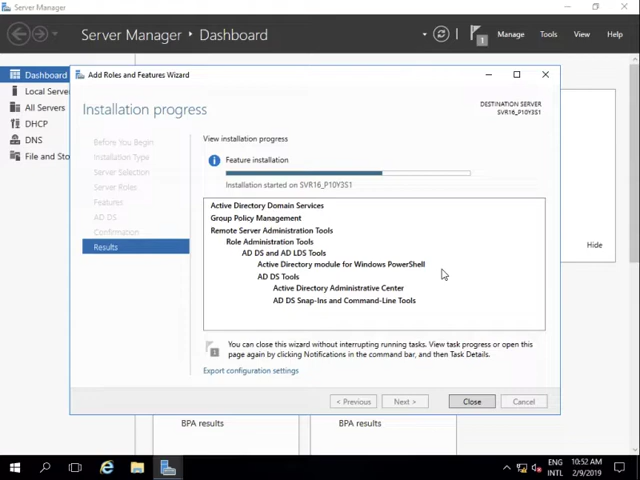 Server Manager
Server Manager • Dashboard
1
Manage
Tools
View
Help
Dashboard
Local Serve
All Servers
DHCP
DNS
File and Sto
Add Roles and Features Wizard
Installation progress
DESTINATION SERVER
SVR16_P10Y3S1
Before You Begin
Installation Type
Server Selection
Server Roles
Features
AD DS
Confirmation
Results
View installation progress
Feature installation
Installation started on SVR16_P10Y3S1
Active Directory Domain Services
Group Policy Management
Remote Server Administration Tools
Role Administration Tools
AD DS and AD LDS Tools
Active Directory module for Windows PowerShell
AD DS Tools
Active Directory Administrative Center
AD DS Snap-Ins and Command-Line Tools
You can close this wizard without interrupting running tasks. View task progress or open this
page again by clicking Notifications in the command bar, and then Task Details.
Export configuration settings
< Previous
Next >
Close
Cancel
Hide
BPA results
BPA results
ENG
INTL
10:52 AM
2/9/2019